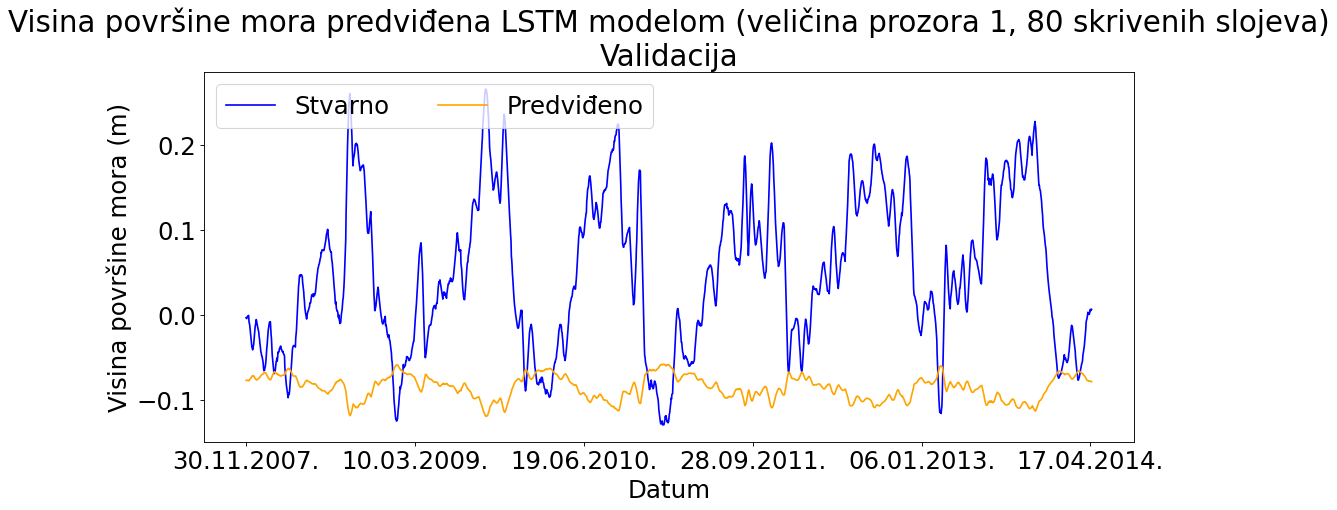 Visina površine mora predviđena LSTM modelom (veličina prozora 1, 80 skrivenih slojeva)
Validacija
Stvarno Predviđeno
Visina površine mora (m)
0.2
0.1
0.0
−0.1
30.11.2007. 10.03.2009. 19.06.2010. 28.09.2011. 06.01.2013. 17.04.2014.
Datum